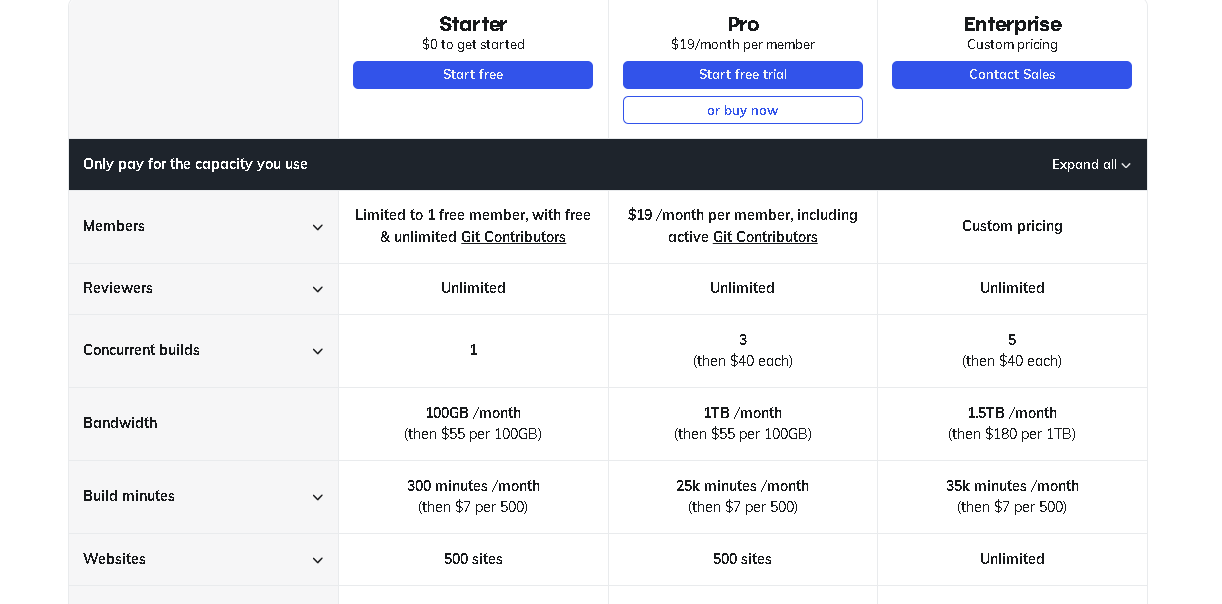 Starter
$0 to get started
Start free
Pro
$19/month per member
Start free trial
or buy now
Enterprise
Custom pricing
Contact Sales
Only pay for the capacity you use
Expand all
Members
Limited to 1 free member, with free
& unlimited Git Contributors
$19 /month per member, including
active Git Contributors
Custom pricing
Reviewers
Unlimited
Unlimited
Unlimited
Concurrent builds
1
3
(then $40 each)
5
(then $40 each)
Bandwidth
100GB /month
(then $55 per 100GB)
1TB /month
(then $55 per 100GB)
1.5TB /month
(then $180 per 1TB)
Build minutes
300 minutes /month
(then $7 per 500)
25k minutes /month
(then $7 per 500)
35k minutes /month
(then $7 per 500)
Websites
500 sites
500 sites
Unlimited